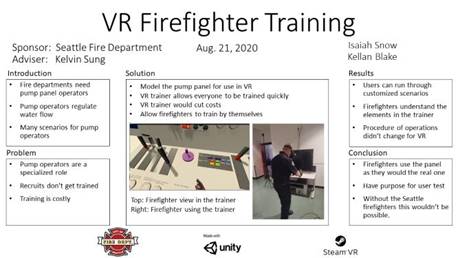 VR Firefighter Training
Sponsor: Seattle Fire Department
Aug. 21, 2020
Isaiah Snow
Adviser: Kelvin Sung
Kellan Blake
Introduction
• Fire departments need
pump panel operators
• Pump operators regulate
water flow
• Many scenarios for pump
operators
Problem
• Pump operators are a
specialized role
• Recruits don't get trained
• Training is costly
Solution
• Model the pump panel for use in VR
• VR trainer allows everyone to be trained quickly
• VR trainer would cut costs
• Allow firefighters to train by themselves
Top: Firefighter view in the trainer
Right: Firefighter using the trainer
Results
• Users can run through
customized scenarios
• Firefighters understand the
elements in the trainer
• Procedure of operations
didn't change for VR
Conclusion
• Firefighters use the panel
as they would the real one
• Have purpose for user test
• Without the Seattle
firefighters this wouldn't be
possible.
FIRE DEPT.
Made with
unity
Steam VR